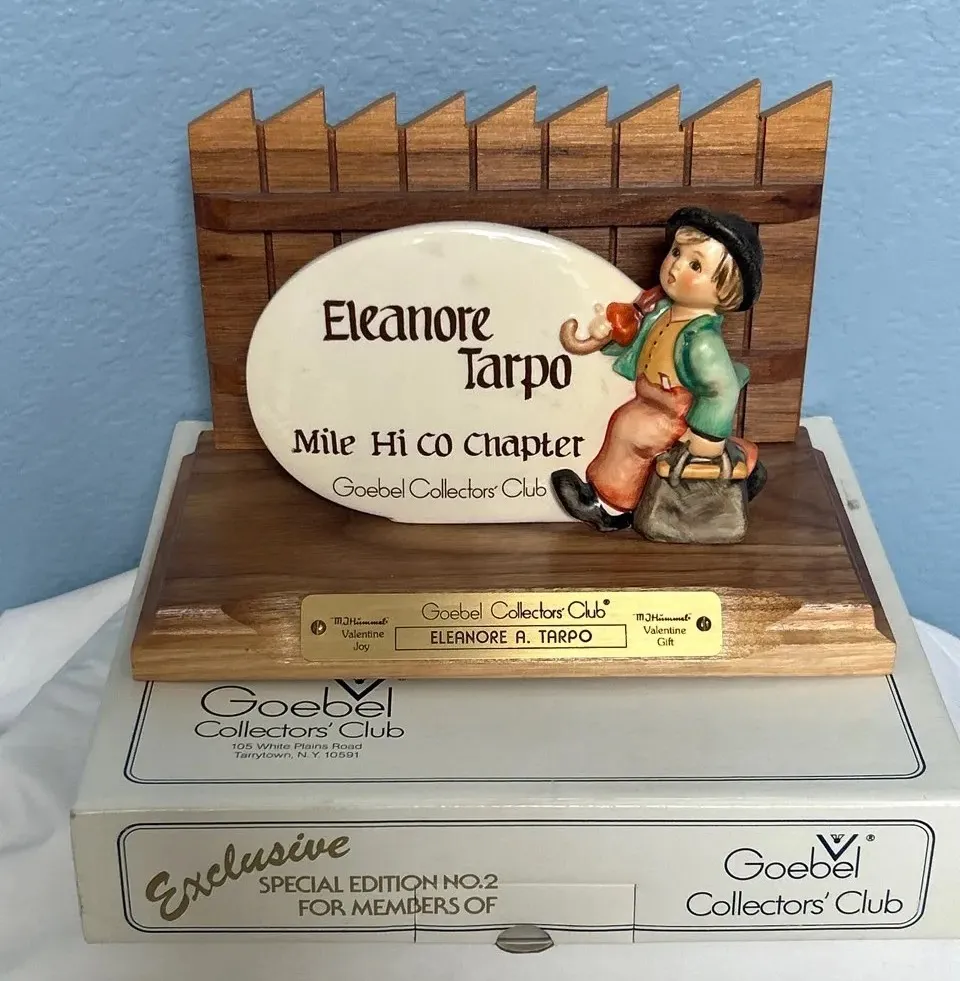 Eleanore
Tarpo
Mile Hi CO Chapter
Goebel Collectors' Club
Goebel Collectors' Club®
M.J.Hümmel®
Valentine
Joy
ELEANORE A. TARPO
M.J.Hümmel®
Valentine
Gift
Goebel
Collectors' Club
105 White Plains Road
Tarrytown, N.Y. 10591
Exclusive
SPECIAL EDITION NO.2
FOR MEMBERS OF
Goebel®
Collectors' Club